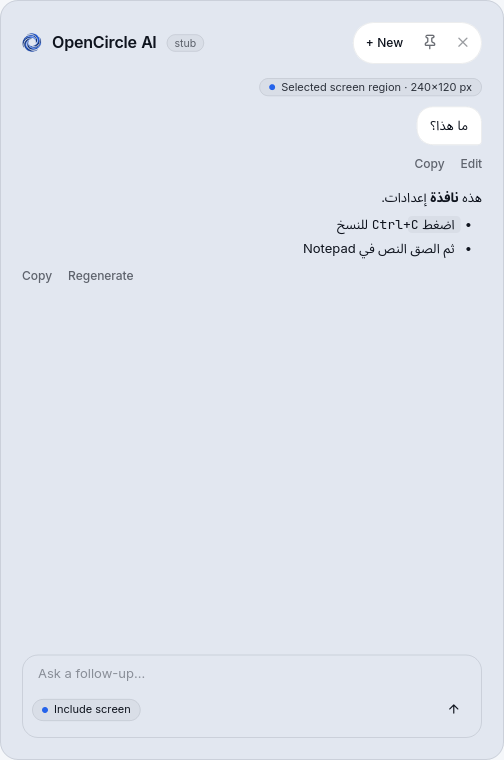 OpenCircle AI
stub
+ New
Selected screen region · 240×120 px
ما هذا؟
Copy Edit
هذه نافذة إعدادات.
• اضغط Ctrl+C للنسخ
• ثم الصق النص في Notepad
Copy Regenerate
Ask a follow-up...
Include screen